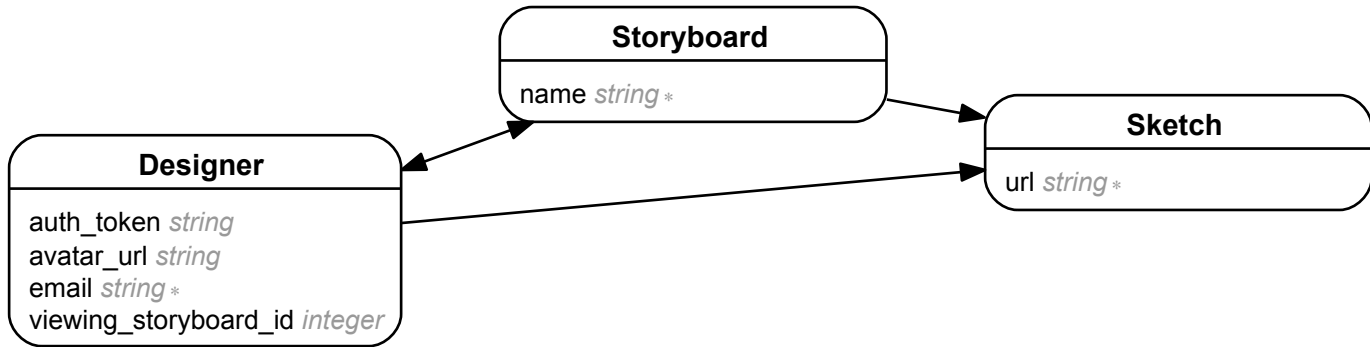 Storyboard
name string *
Designer
auth_token string
avatar_url string
email string *
viewing_storyboard_id integer
Sketch
url string *